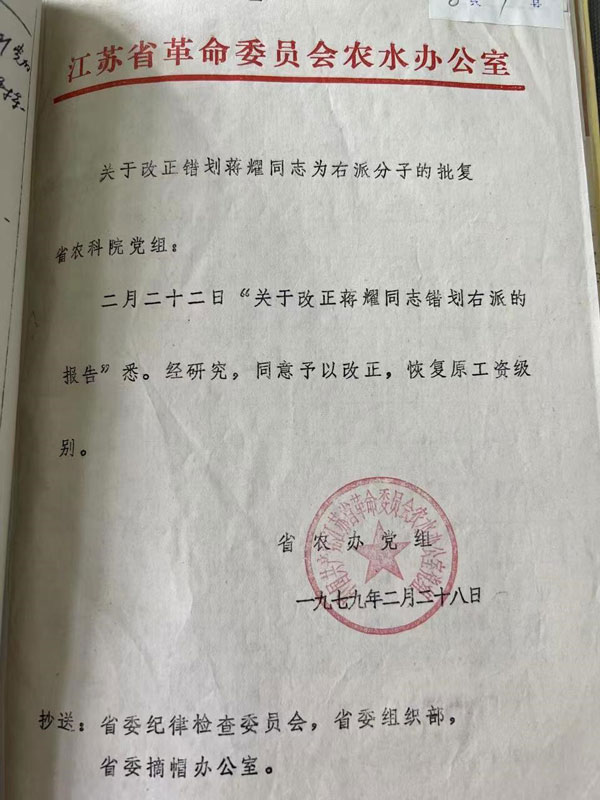 江苏省革命委员会农水办公室
关于改正错划蒋耀同志为右派分子的批复
省农科院党组：
二月二十二日“关于改正蒋耀同志错划右派的
报告”悉。经研究，同意予以改正，恢复原工资级
别。
省农办党组
一九七九年二月二十八日
抄送：省委纪律检查委员会，省委组织部，
省委摘帽办公室。